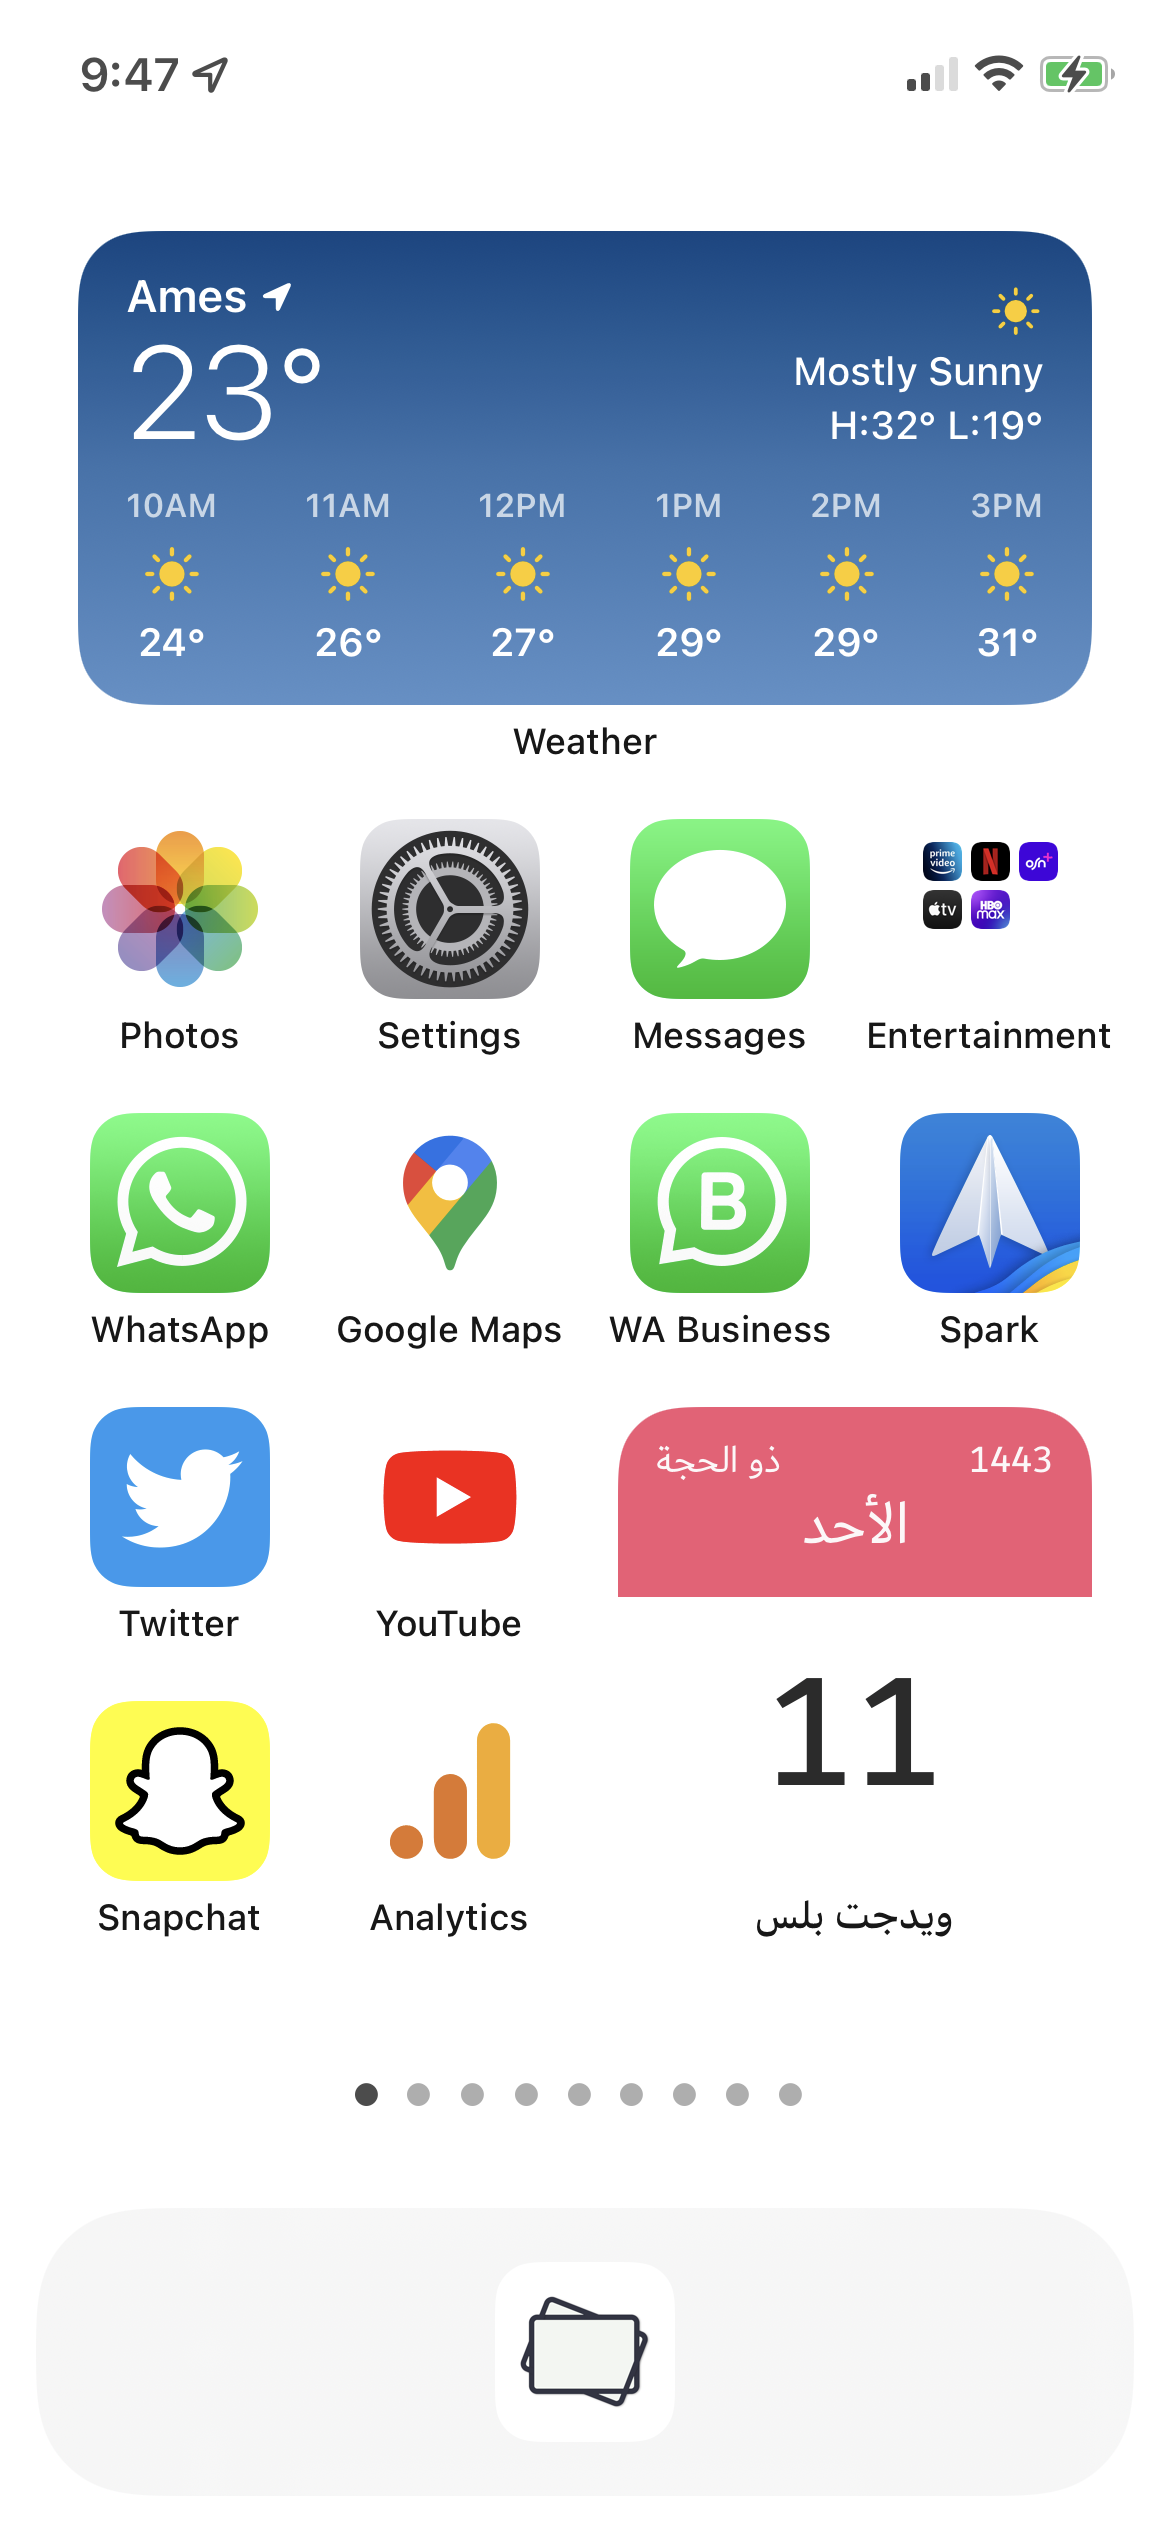 9:47
Ames
23°
Mostly Sunny
H:32° L:19°
10AM 11AM 12PM 1PM 2PM 3PM
24° 26° 27° 29° 29° 31°
Weather
prime video
N
osn+
tv
HBO max
Photos Settings Messages Entertainment
B
WhatsApp Google Maps WA Business Spark
1443 ذو الحجة
الأحد
Twitter YouTube
11
Snapchat Analytics ويدجت بلس